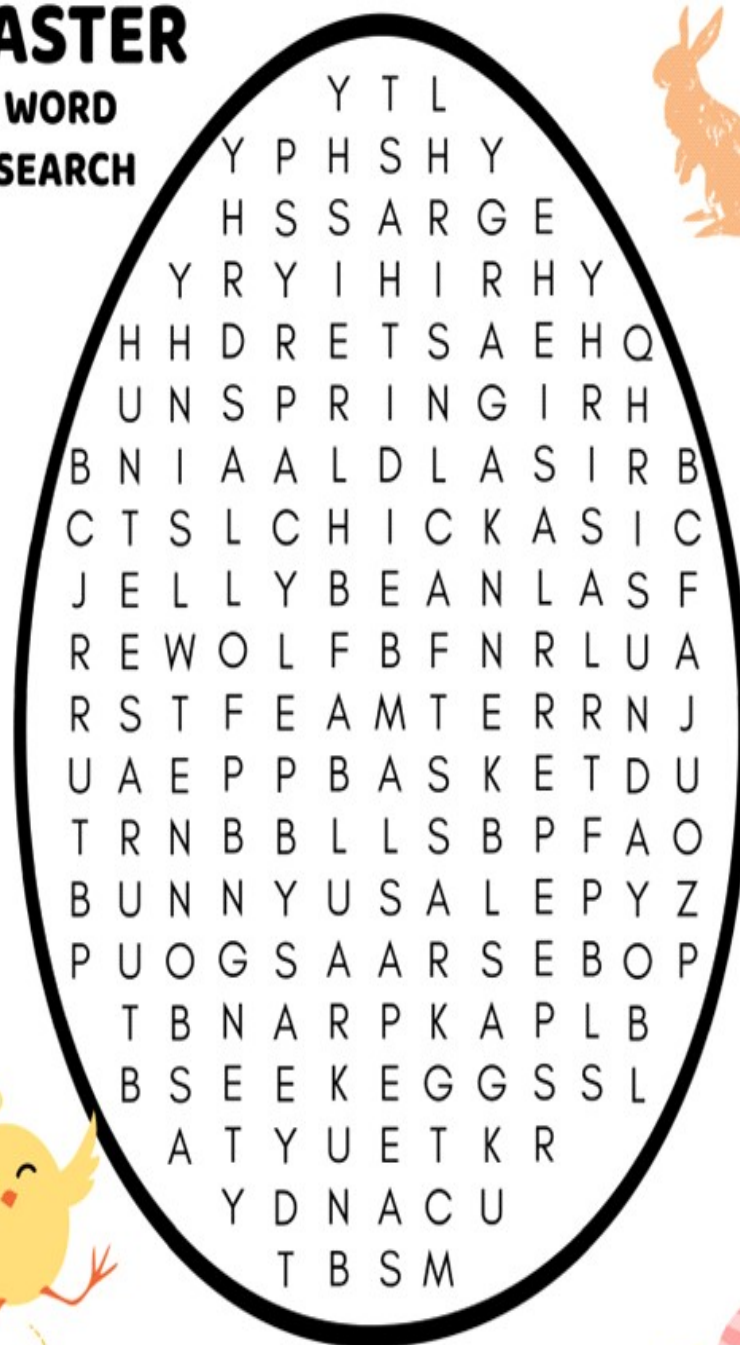 ASTER
WORD
SEARCH
Y T L
Y P H S H Y
H S S A R G E
Y R Y I H I R H Y
H H D R E T S A E H Q
U N S P R I N G I R H
B N I A A L D L A S I R B
C T S L C H I C K A S I C
J E L L Y B E A N L A S F
R E W O L F B F N R L U A
R S T F E A M T E R R N J
U A E P P B A S K E T D U
T R N B B L L S B P F A O
B U N N Y U S A L E P Y Z
P U O G S A A R S E B O P
T B N A R P K A P L B
B S E E K E G G S S L
A T Y U E T K R
Y D N A C U
T B S M